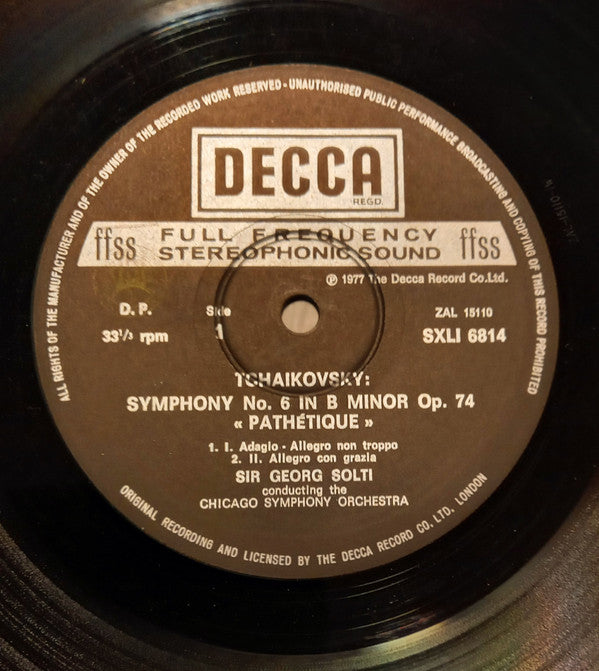 ALL RIGHTS OF THE MANUFACTURER AND OF THE OWNER OF THE RECORDED WORK RESERVED - UNAUTHORISED PUBLIC PERFORMANCE BROADCASTING AND COPYING OF THIS RECORD PROHIBITED
DECCA
REGD.
ffss FULL FREQUENCY STEREOPHONIC SOUND ffss
℗ 1977 The Decca Record Co.Ltd.
D.P. Side ZAL 15110
33⅓ rpm 1 SXLI 6814
TCHAIKOVSKY:
SYMPHONY No. 6 IN B MINOR Op. 74
« PATHÉTIQUE »
1. I. Adagio - Allegro non troppo
2. II. Allegro con grazia
SIR GEORG SOLTI
conducting the
CHICAGO SYMPHONY ORCHESTRA
ORIGINAL RECORDING AND LICENSED BY THE DECCA RECORD CO. LTD. LONDON